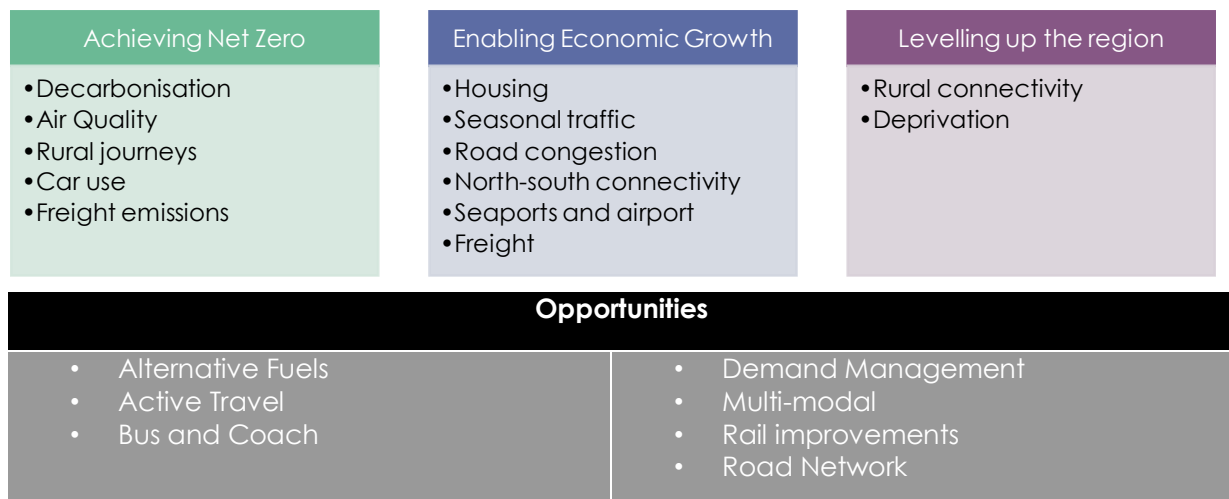 Achieving Net Zero
•Decarbonisation
•Air Quality
•Rural journeys
•Car use
•Freight emissions
Enabling Economic Growth
•Housing
•Seasonal traffic
•Road congestion
•North-south connectivity
•Seaports and airport
•Freight
Levelling up the region
•Rural connectivity
•Deprivation
Opportunities
• Alternative Fuels
• Active Travel
• Bus and Coach
• Demand Management
• Multi-modal
• Rail improvements
• Road Network